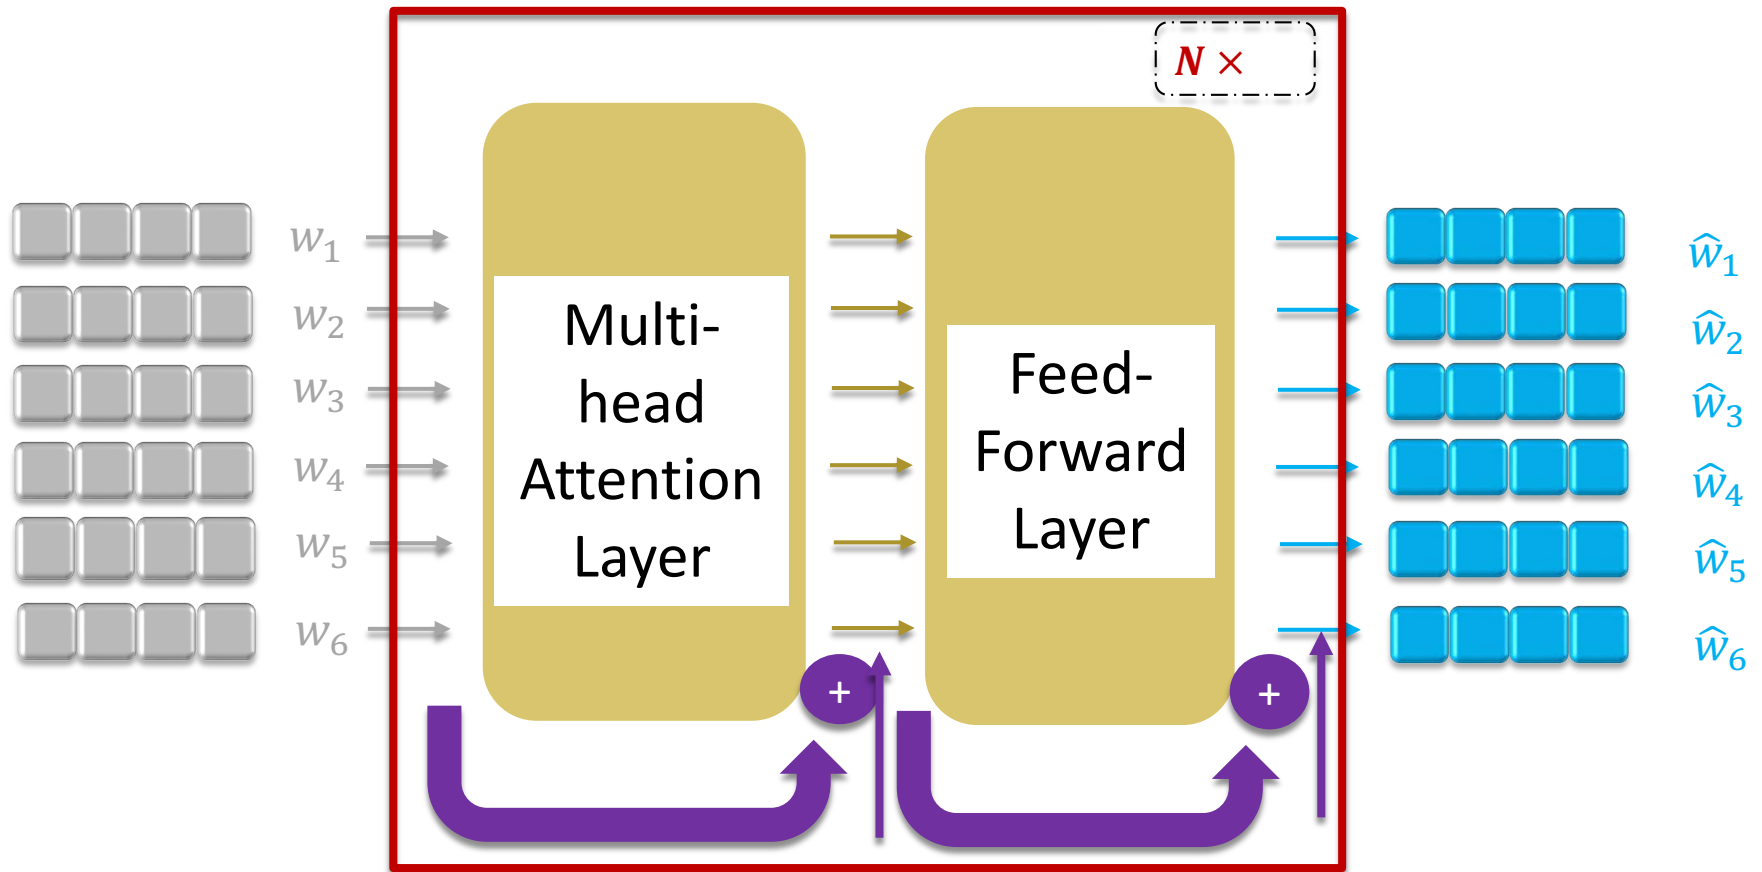 N ×
w1
w2
w3
w4
w5
w6
Multi-
head
Attention
Layer
+
Feed-
Forward
Layer
+
ŵ1
ŵ2
ŵ3
ŵ4
ŵ5
ŵ6